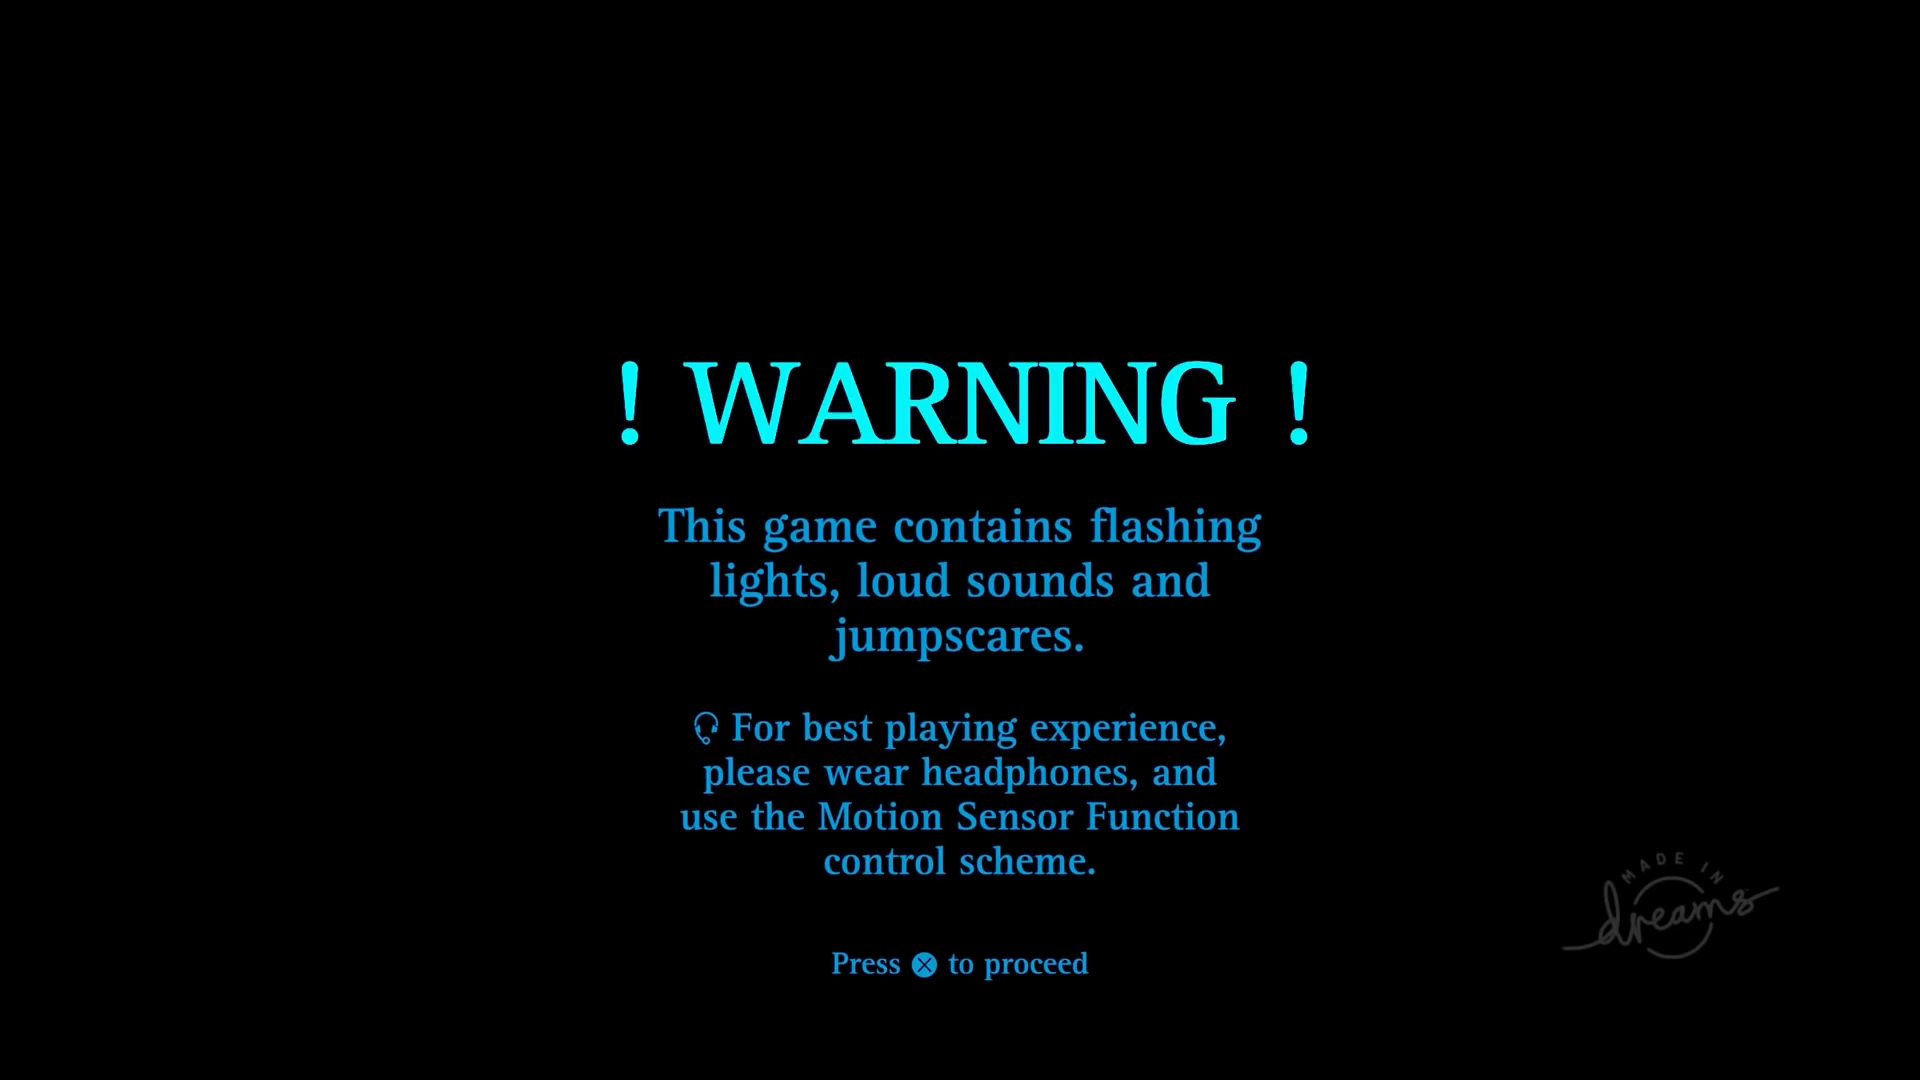 ! WARNING !
This game contains flashing
lights, loud sounds and
jumpscares.
For best playing experience,
please wear headphones, and
use the Motion Sensor Function
control scheme.
Press ⊗ to proceed
MADE IN
dreams